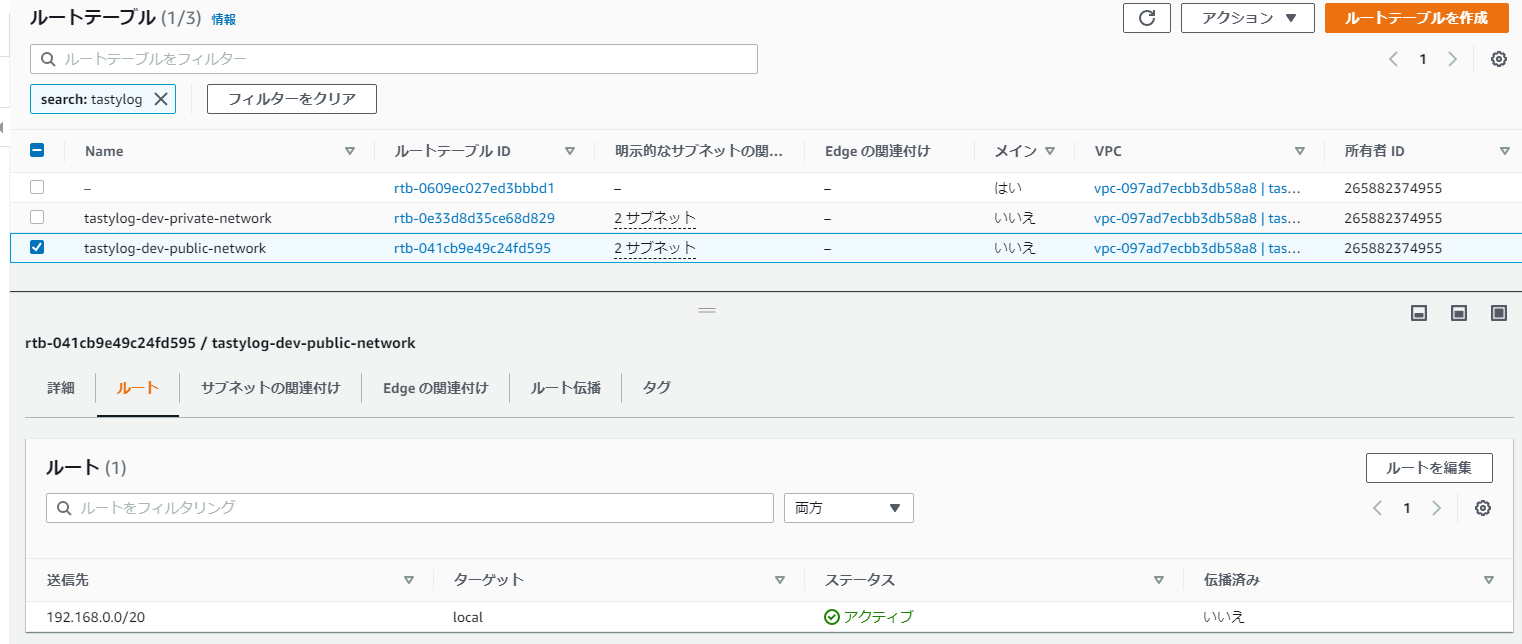 ルートテーブル (1/3) 情報
アクション ▼
ルートテーブルを作成
ルートテーブルをフィルター
1
search: tastylog
フィルターをクリア
Name ルートテーブル ID 明示的なサブネットの関... Edge の関連付け メイン VPC 所有者 ID
– rtb-0609ec027ed3bbbd1 – – はい vpc-097ad7ecbb3db58a8 | tas... 265882374955
tastylog-dev-private-network rtb-0e33d8d35ce68d829 2 サブネット – いいえ vpc-097ad7ecbb3db58a8 | tas... 265882374955
tastylog-dev-public-network rtb-041cb9e49c24fd595 2 サブネット – いいえ vpc-097ad7ecbb3db58a8 | tas... 265882374955
rtb-041cb9e49c24fd595 / tastylog-dev-public-network
詳細 ルート サブネットの関連付け Edge の関連付け ルート伝播 タグ
ルート (1)
ルートを編集
ルートをフィルタリング
両方
1
送信先 ターゲット ステータス 伝播済み
192.168.0.0/20 local アクティブ いいえ